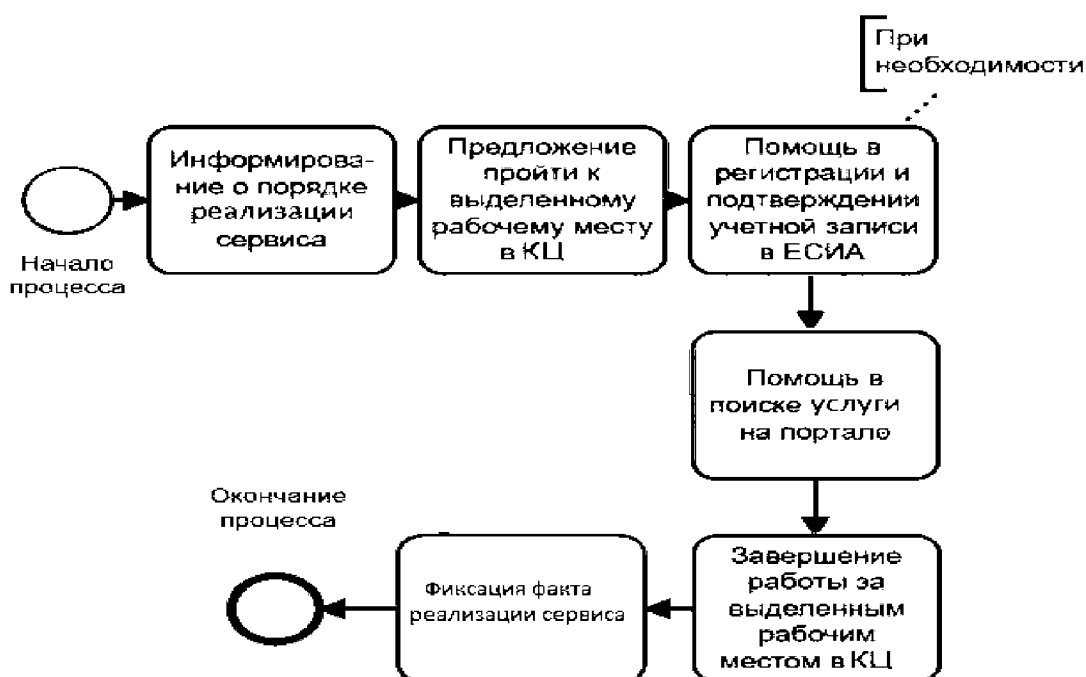 При
необходимости
Информирова-
ние о порядке
реализации
сервиса
Предложение
пройти к
выделенному
рабочему месту
в КЦ
Помощь в
регистрации и
подтверждении
учетной записи
в ЕСИА
Начало
процесса
Помощь в
поиске услуги
на портале
Завершение
работы за
выделенным
рабочим
местом в КЦ
Фиксация факта
реализации сервиса
Окончание
процесса